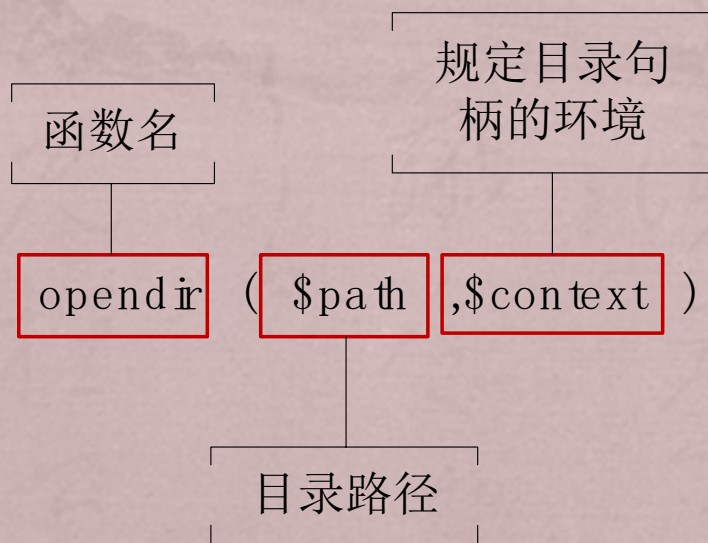 规定目录句
柄的环境
函数名
opendir ( $path ,$context )
目录路径